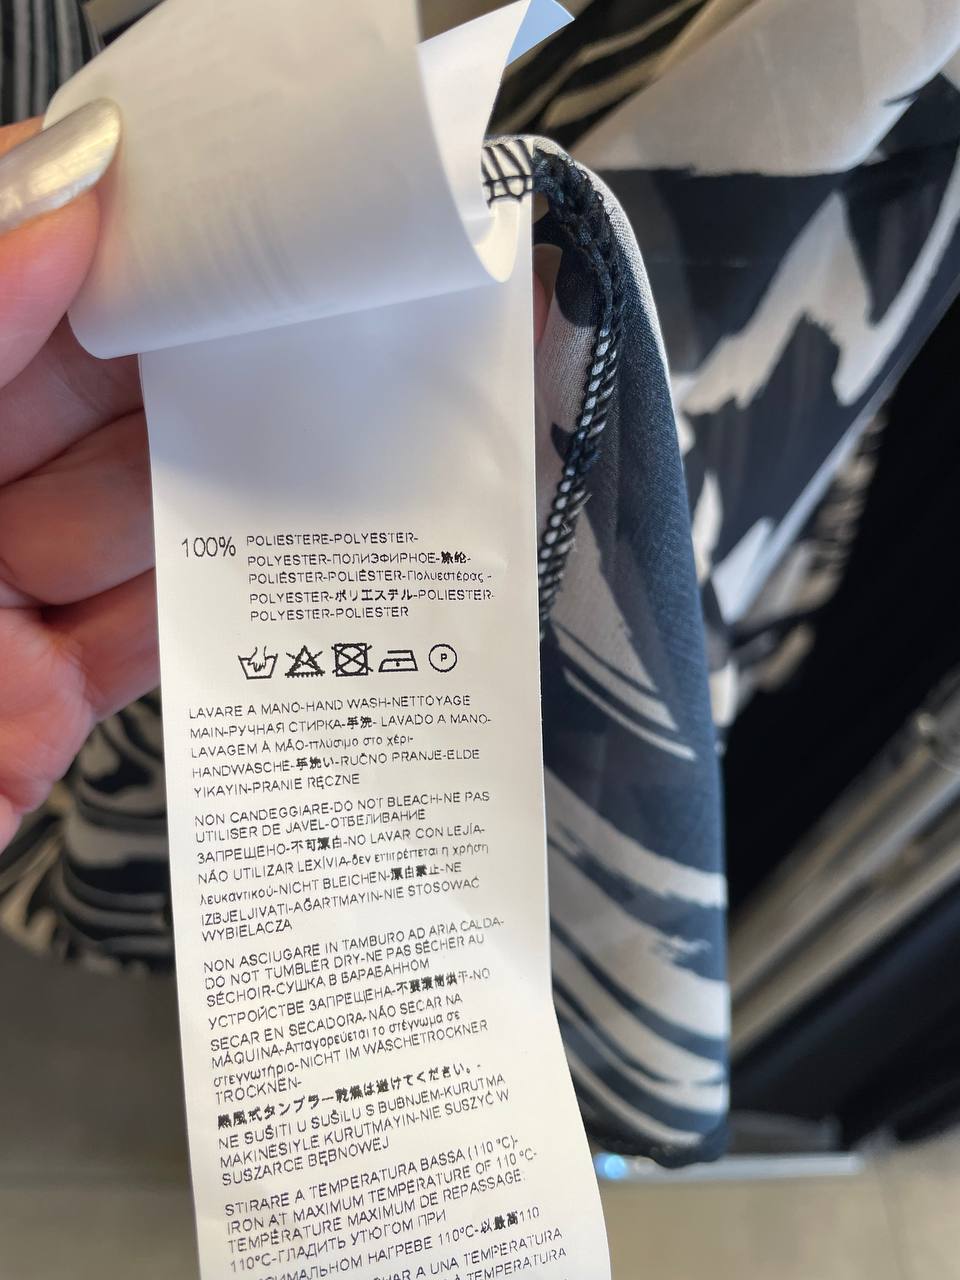 100% POLIESTERE-POLYESTER-
POLYESTER-ПОЛИЭФИРНОЕ-涤纶-
POLIÉSTER-POLIÉSTER-Πολυεστέρας -
POLYESTER-ポリエステル-POLIESTER-
POLYESTER-POLIESTER
P
LAVARE A MANO-HAND WASH-NETTOYAGE
MAIN-РУЧНАЯ СТИРКА-手洗- LAVADO A MANO-
LAVAGEM À MÃO-πλύσιμο στο χέρι-
HANDWASCHE-手洗い-RUČNO PRANJE-ELDE
YIKAYIN-PRANIE RĘCZNE
NON CANDEGGIARE-DO NOT BLEACH-NE PAS
UTILISER DE JAVEL-ОТБЕЛИВАНИЕ
ЗАПРЕЩЕНО-不可漂白-NO LAVAR CON LEJÍA-
NÃO UTILIZAR LEXÍVIA-δεν επιτρέπεται η χρήση
λευκαντικού-NICHT BLEICHEN-漂白禁止-NE
IZBJELJIVATI-AĞARTMAYIN-NIE STOSOWAĆ
WYBIELACZA
NON ASCIUGARE IN TAMBURO AD ARIA CALDA-
DO NOT TUMBLER DRY-NE PAS SÉCHER AU
SÉCHOIR-СУШКА В БАРАБАННОМ
УСТРОЙСТВЕ ЗАПРЕЩЕНА-不要滚筒烘干-NO
SECAR EN SECADORA-NÃO SECAR NA
MÁQUINA-Απαγορεύεται το στέγνωμα σε
στεγνωτήριο-NICHT IM WASCHETROCKNER
TROCKNEN-
熱風式タンブラー乾燥は避けてください。-
NE SUŠITI U SUŠILU S BUBNJEM-KURUTMA
MAKINESIYLE KURUTMAYIN-NIE SUSZYĆ W
SUSZARCE BĘBNOWEJ
STIRARE A TEMPERATURA BASSA (110 °C)-
IRON AT MAXIMUM TEMPERATURE OF 110 °C-
TEMPÉRATURE MAXIMUM DE REPASSAGE:
110°C-ГЛАДИТЬ УТЮГОМ ПРИ
НАГРЕВЕ 110°C-以最高110
A UNA TEMPERATURA
TEMPERATURA